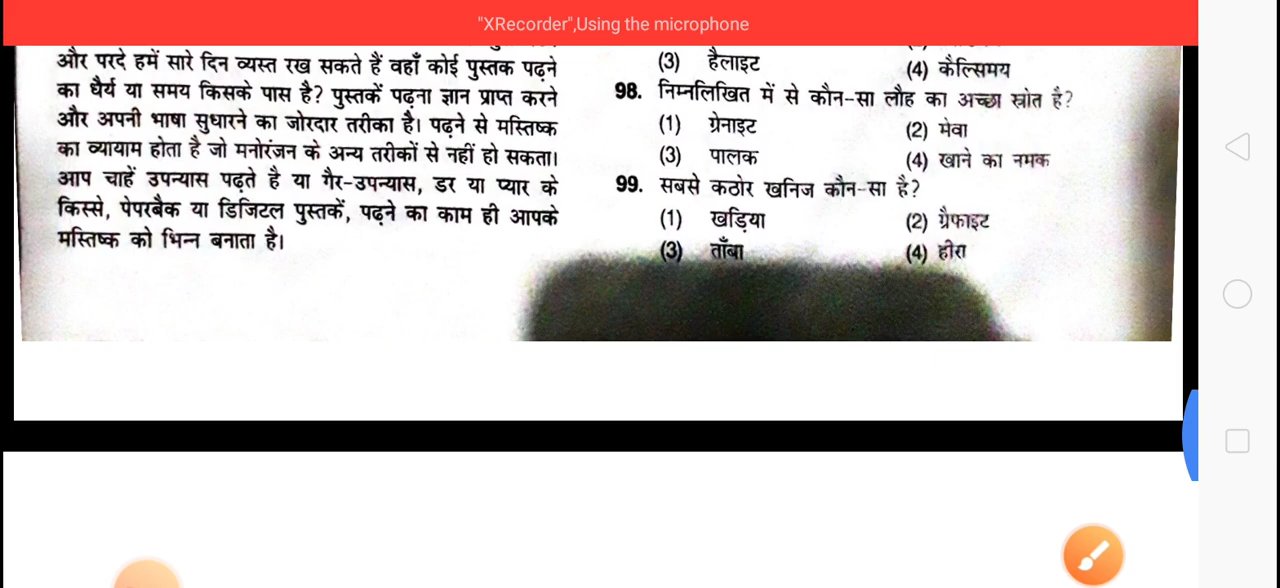 "XRecorder",Using the microphone
और परदे हमें सारे दिन व्यस्त रख सकते हैं वहाँ कोई पुस्तक पढ़ने
का धैर्य या समय किसके पास है? पुस्तकें पढ़ना ज्ञान प्राप्त करने
और अपनी भाषा सुधारने का जोरदार तरीका है। पढ़ने से मस्तिष्क
का व्यायाम होता है जो मनोरंजन के अन्य तरीकों से नहीं हो सकता।
आप चाहें उपन्यास पढ़ते है या गैर-उपन्यास, डर या प्यार के
किस्से, पेपरबैक या डिजिटल पुस्तकें, पढ़ने का काम ही आपके
मस्तिष्क को भिन्न बनाता है।
(3) हैलाइट
(4) कैल्सिमय
98. निम्नलिखित में से कौन-सा लौह का अच्छा स्रोत है?
(1) ग्रेनाइट
(2) मेवा
(3) पालक
(4) खाने का नमक
99. सबसे कठोर खनिज कौन-सा है?
(1) खड़िया
(2) ग्रैफाइट
(3) ताँबा
(4) हीरा